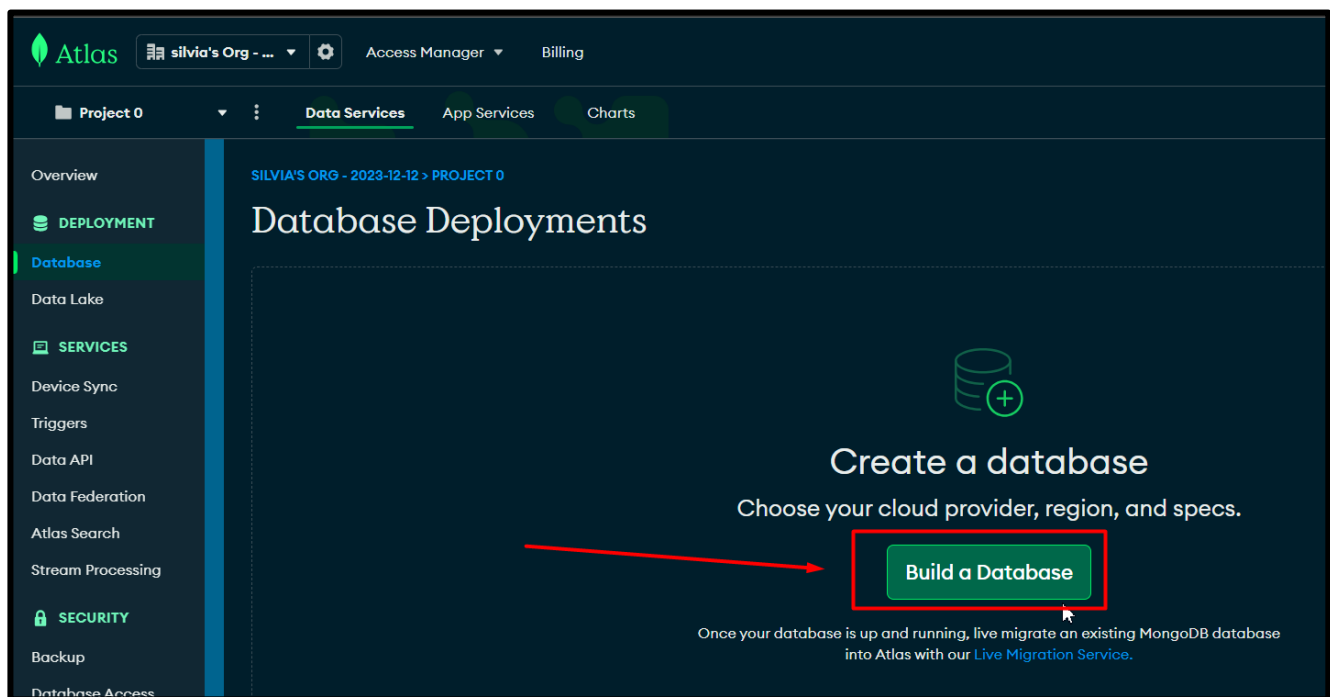 Atlas silvia's Org - ... Access Manager Billing
Project 0 Data Services App Services Charts
Overview
DEPLOYMENT
Database
Data Lake
SERVICES
Device Sync
Triggers
Data API
Data Federation
Atlas Search
Stream Processing
SECURITY
Backup
Database Access
SILVIA'S ORG - 2023-12-12 > PROJECT 0
Database Deployments
Create a database
Choose your cloud provider, region, and specs.
Build a Database
Once your database is up and running, live migrate an existing MongoDB database
into Atlas with our Live Migration Service.